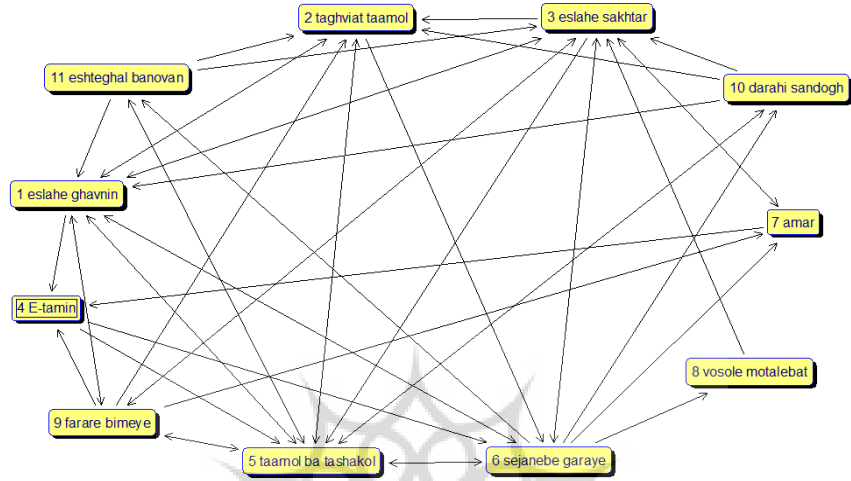 2 taghviat taamol
3 eslahe sakhtar
11 eshteghal banovan
10 darahi sandogh
1 eslahe ghavnin
7 amar
4 E-tamin
8 vosole motalebat
9 farare bimeye
5 taamol ba tashakol
6 sejanebe garaye